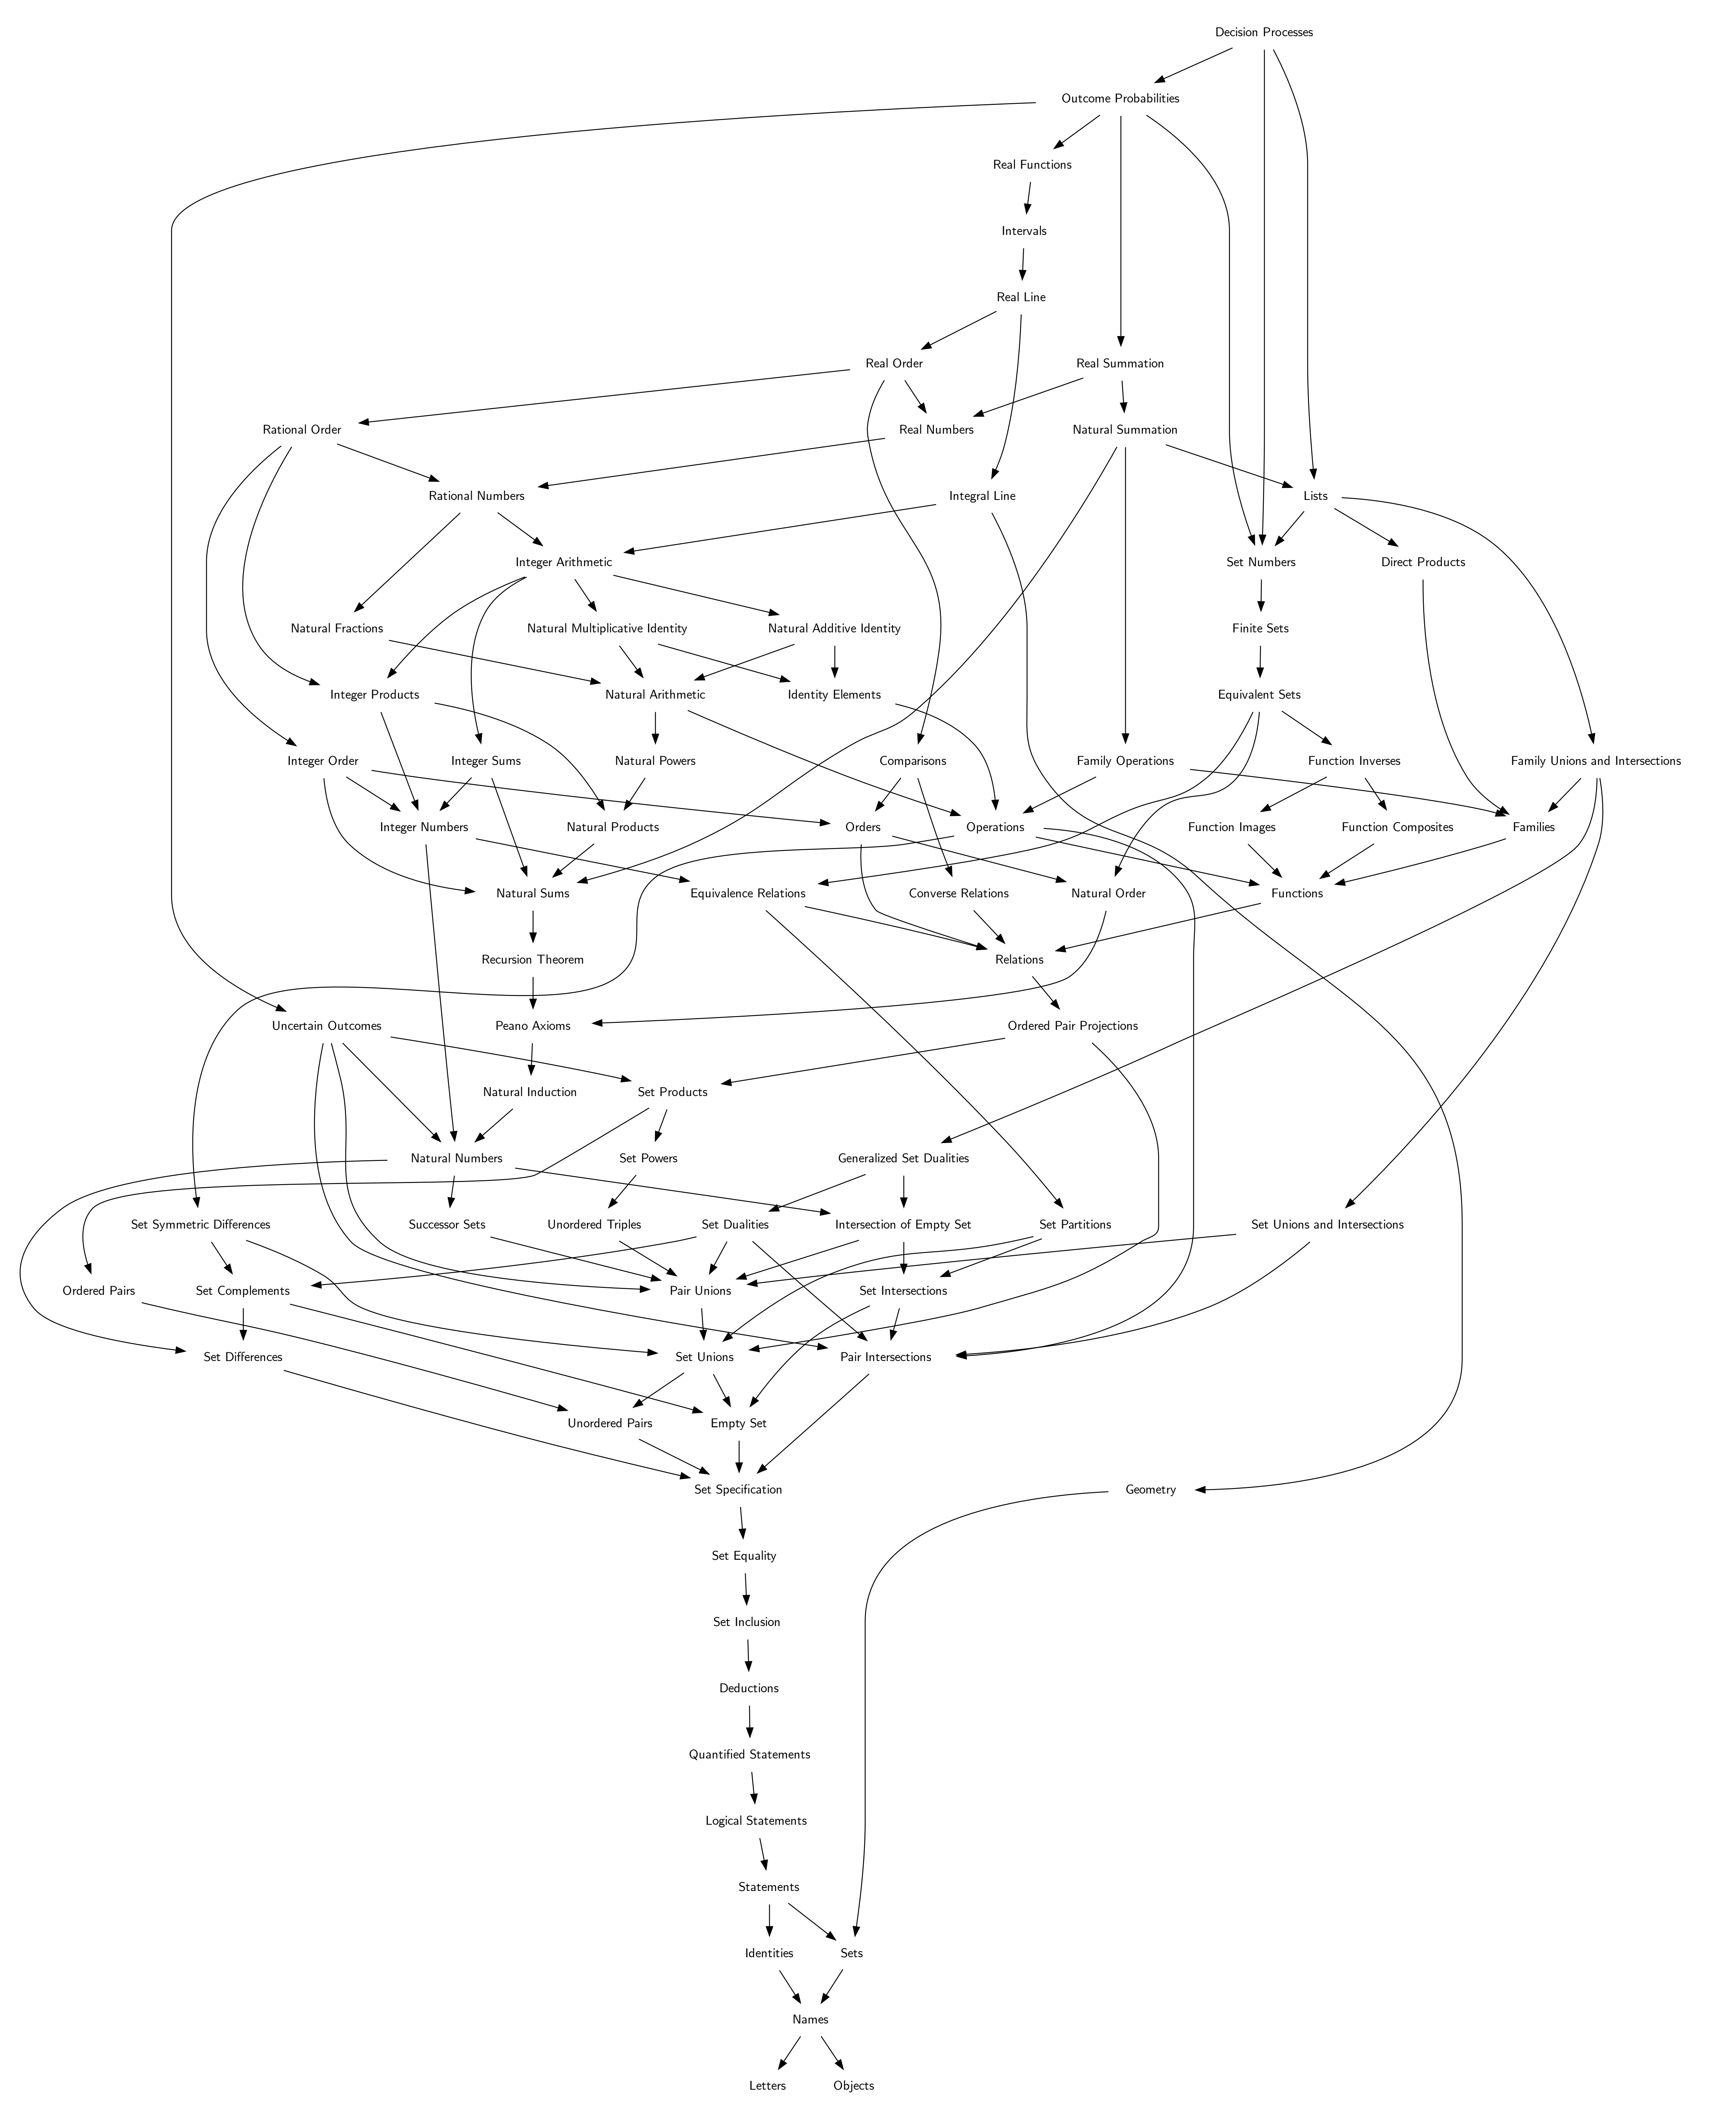 Decision Processes
Outcome Probabilities
Real Functions
Intervals
Real Line
Real Order
Real Summation
Rational Order
Real Numbers
Natural Summation
Rational Numbers
Integral Line
Lists
Integer Arithmetic
Set Numbers
Direct Products
Natural Fractions
Natural Multiplicative Identity
Natural Additive Identity
Finite Sets
Integer Products
Natural Arithmetic
Identity Elements
Equivalent Sets
Integer Order
Integer Sums
Natural Powers
Comparisons
Family Operations
Function Inverses
Family Unions and Intersections
Integer Numbers
Natural Products
Orders
Operations
Function Images
Function Composites
Families
Natural Sums
Equivalence Relations
Converse Relations
Natural Order
Functions
Recursion Theorem
Relations
Uncertain Outcomes
Peano Axioms
Ordered Pair Projections
Natural Induction
Set Products
Natural Numbers
Set Powers
Generalized Set Dualities
Set Symmetric Differences
Successor Sets
Unordered Triples
Set Dualities
Intersection of Empty Set
Set Partitions
Set Unions and Intersections
Ordered Pairs
Set Complements
Pair Unions
Set Intersections
Set Differences
Set Unions
Pair Intersections
Unordered Pairs
Empty Set
Set Specification
Geometry
Set Equality
Set Inclusion
Deductions
Quantified Statements
Logical Statements
Statements
Identities
Sets
Names
Letters
Objects